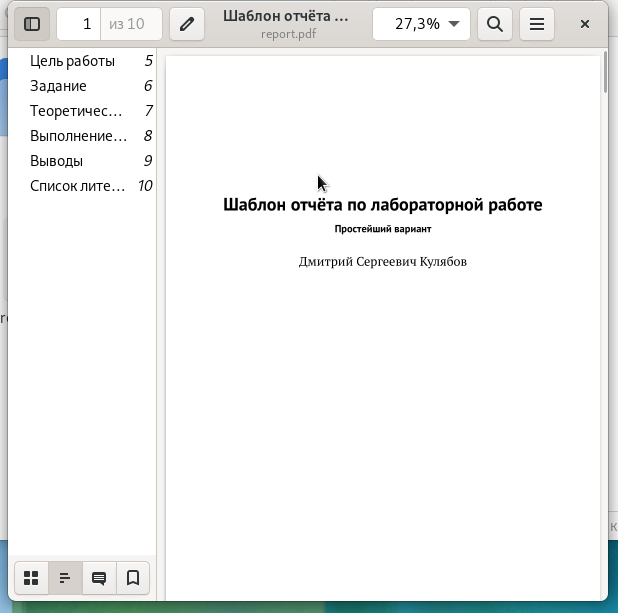 1 из 10
Шаблон отчёта ...
report.pdf
27,3%
Цель работы 5
Задание 6
Теоретичес... 7
Выполнение... 8
Выводы 9
Список лите... 10
Шаблон отчёта по лабораторной работе
Простейший вариант
Дмитрий Сергеевич Кулябов